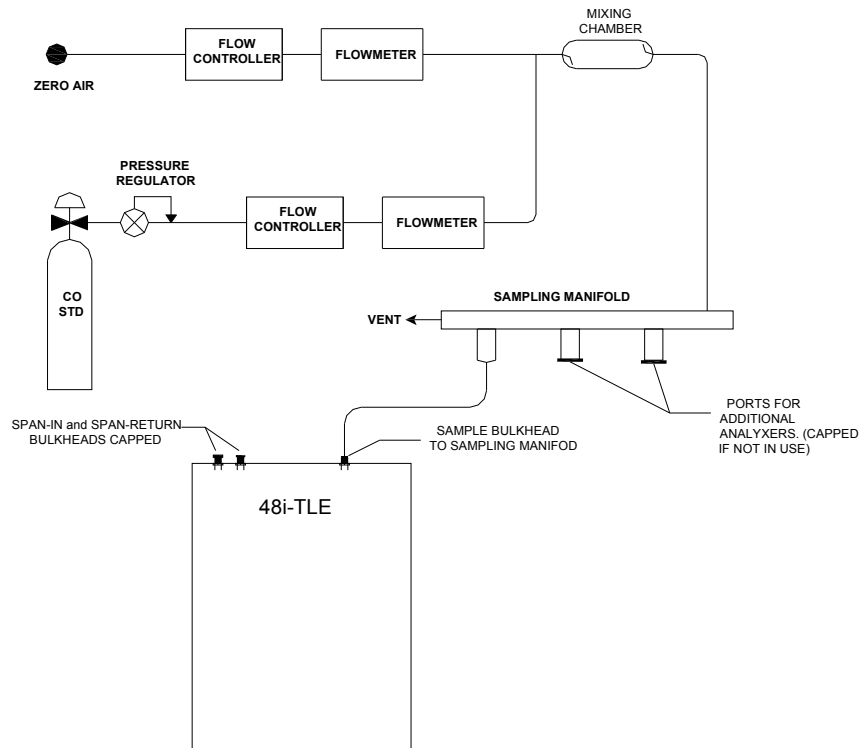 MIXING
CHAMBER
FLOW
CONTROLLER
FLOWMETER
ZERO AIR
PRESSURE
REGULATOR
FLOW
CONTROLLER
FLOWMETER
CO
STD
SAMPLING MANIFOLD
VENT
PORTS FOR
ADDITIONAL
ANALYXERS. (CAPPED
IF NOT IN USE)
SPAN-IN and SPAN-RETURN
BULKHEADS CAPPED
SAMPLE BULKHEAD
TO SAMPLING MANIFOD
48i-TLE